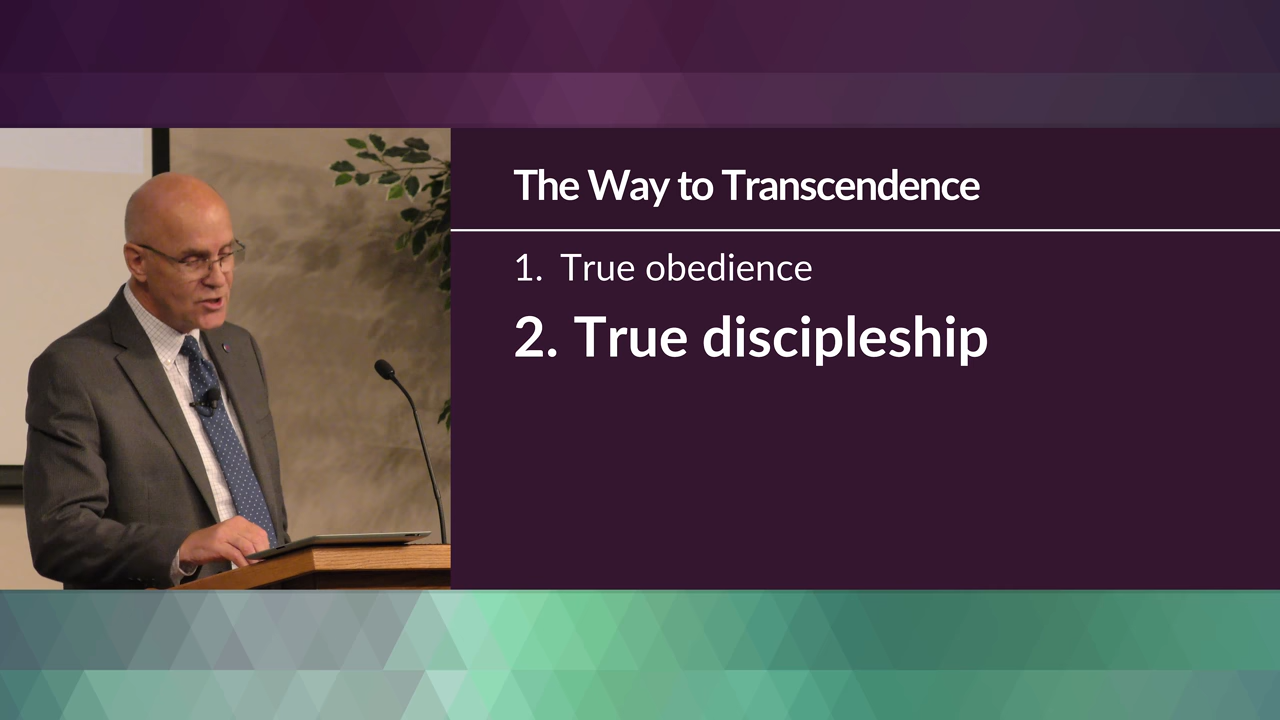 The Way to Transcendence
1. True obedience
2. True discipleship